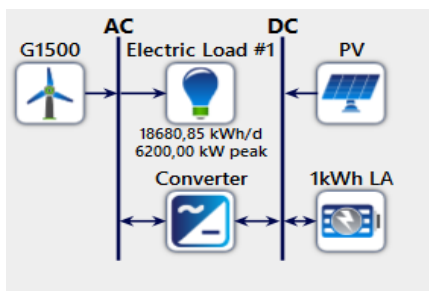 AC DC
G1500 Electric Load #1 PV
18680,85 kWh/d
6200,00 kW peak
Converter 1kWh LA